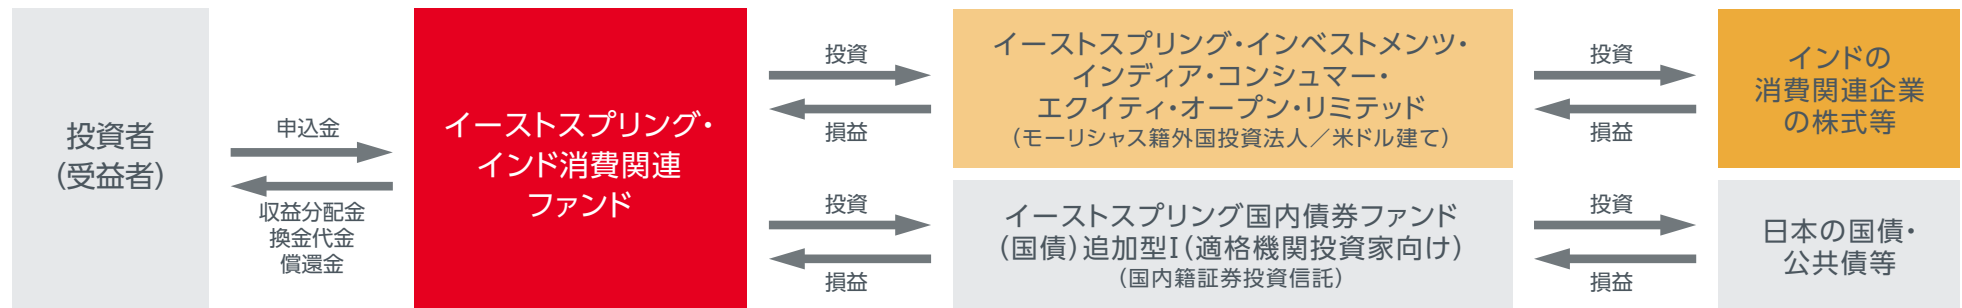 投資者
(受益者)
申込金
収益分配金
換金代金
償還金
イーストスプリング・
インド消費関連
ファンド
投資
損益
イーストスプリング・インベストメンツ・
インディア・コンシュマー・
エクイティ・オープン・リミテッド
(モーリシャス籍外国投資法人／米ドル建て)
投資
損益
インドの
消費関連企業
の株式等
投資
損益
イーストスプリング国内債券ファンド
(国債)追加型I(適格機関投資家向け)
(国内籍証券投資信託)
投資
損益
日本の国債・
公共債等